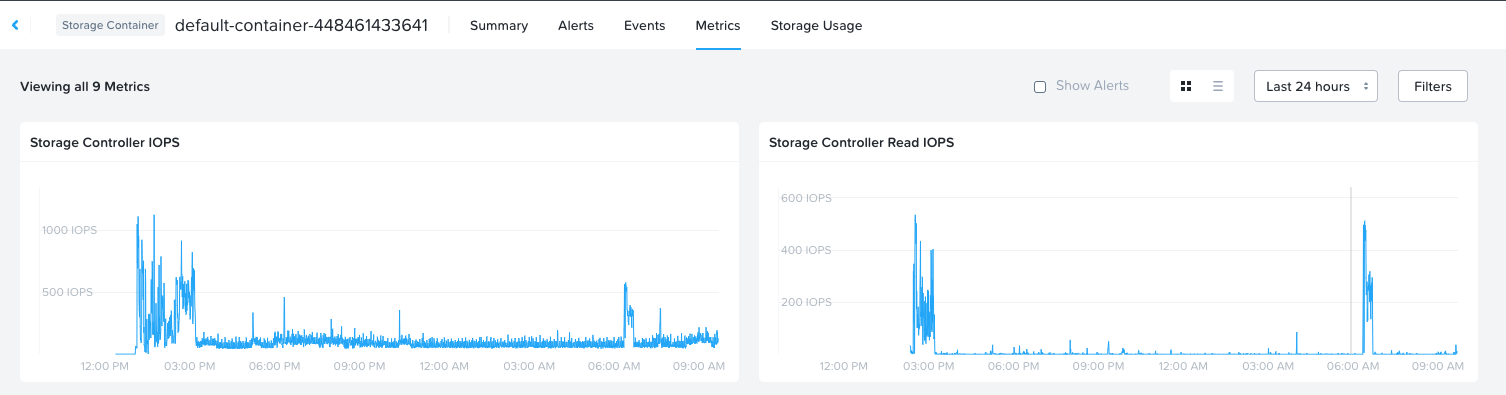 Storage Container default-container-448461433641 Summary Alerts Events Metrics Storage Usage
Viewing all 9 Metrics Show Alerts Last 24 hours Filters
Storage Controller IOPS
1000 IOPS
500 IOPS
12:00 PM 03:00 PM 06:00 PM 09:00 PM 12:00 AM 03:00 AM 06:00 AM 09:00 AM
Storage Controller Read IOPS
600 IOPS
400 IOPS
200 IOPS
12:00 PM 03:00 PM 06:00 PM 09:00 PM 12:00 AM 03:00 AM 06:00 AM 09:00 AM